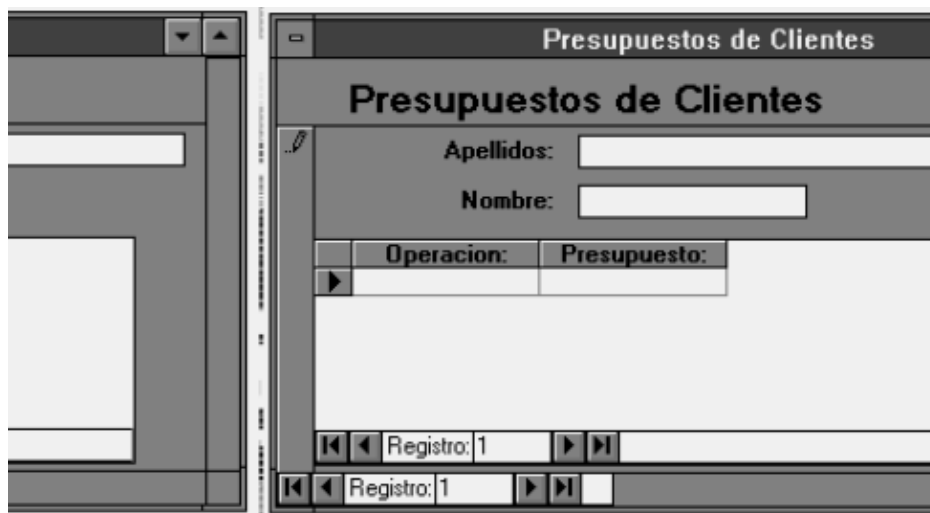 Presupuestos de Clientes
Presupuestos de Clientes
Apellidos:
Nombre:
Operacion: Presupuesto:
Registro: 1
Registro: 1